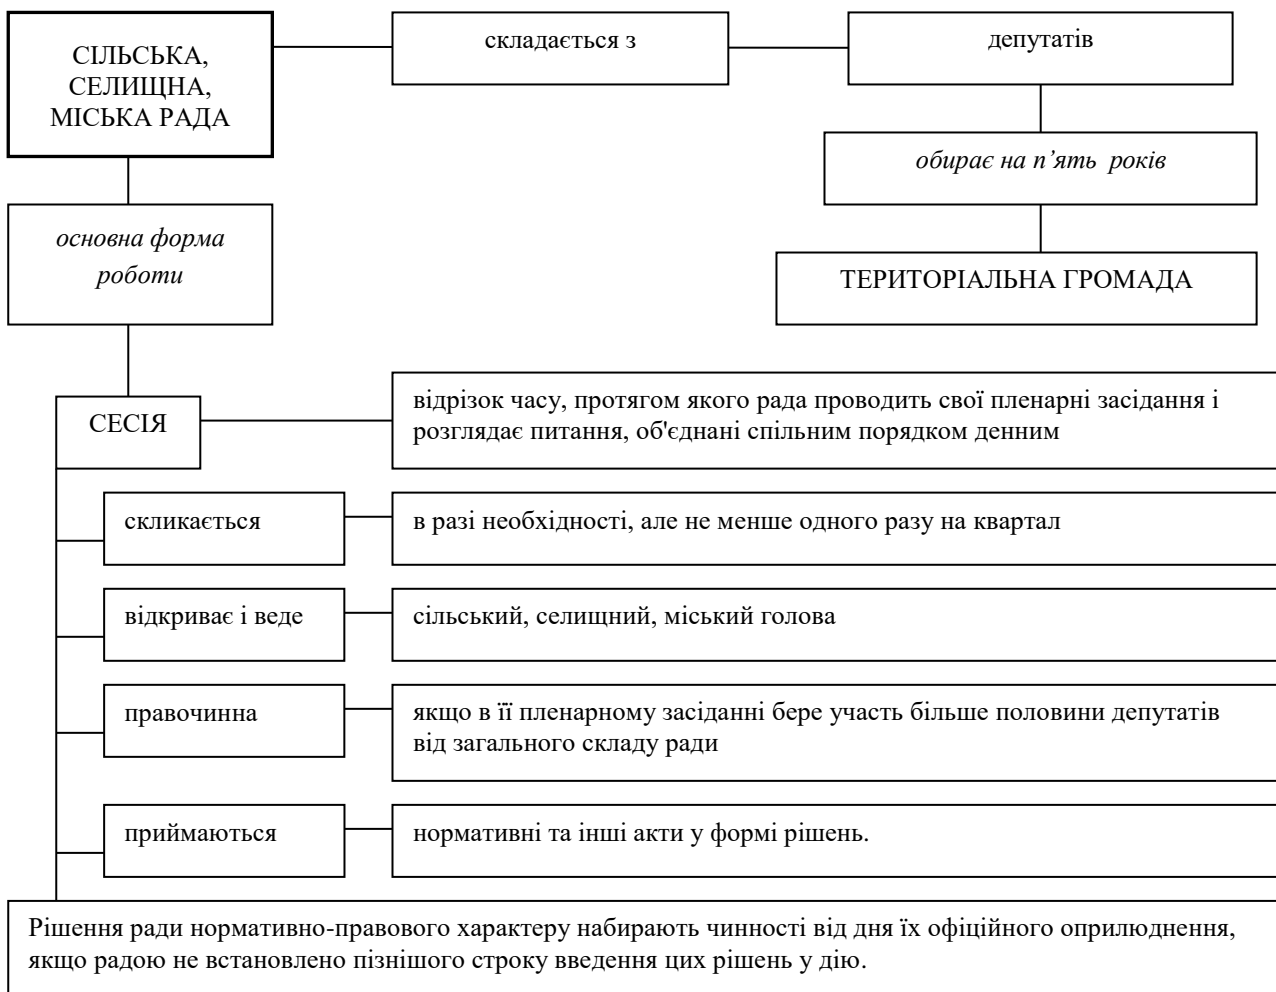 СІЛЬСЬКА,
СЕЛИЩНА,
МІСЬКА РАДА
складається з
депутатів
обирає на п’ять  років
основна форма
роботи
ТЕРИТОРІАЛЬНА ГРОМАДА
СЕСІЯ
відрізок часу, протягом якого рада проводить свої пленарні засідання і
розглядає питання, об'єднані спільним порядком денним
скликається
в разі необхідності, але не менше одного разу на квартал
відкриває і веде
сільський, селищний, міський голова
правочинна
якщо в її пленарному засіданні бере участь більше половини депутатів
від загального складу ради
приймаються
нормативні та інші акти у формі рішень.
Рішення ради нормативно-правового характеру набирають чинності від дня їх офіційного оприлюднення,
якщо радою не встановлено пізнішого строку введення цих рішень у дію.